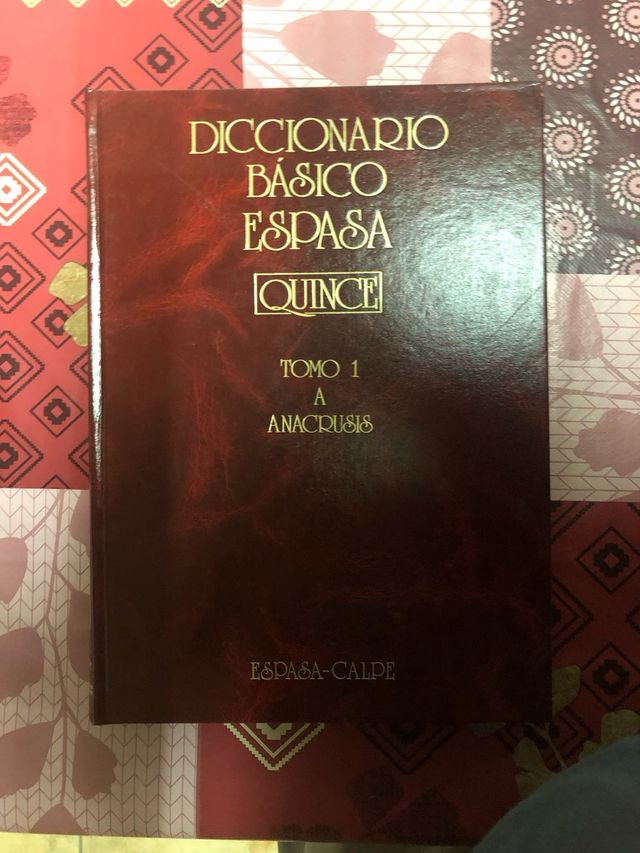 DICCIONARIO
BÁSICO
ESPASA
QUINCE
TOMO 1
A
ANACRUSIS
ESPASA-CALPE